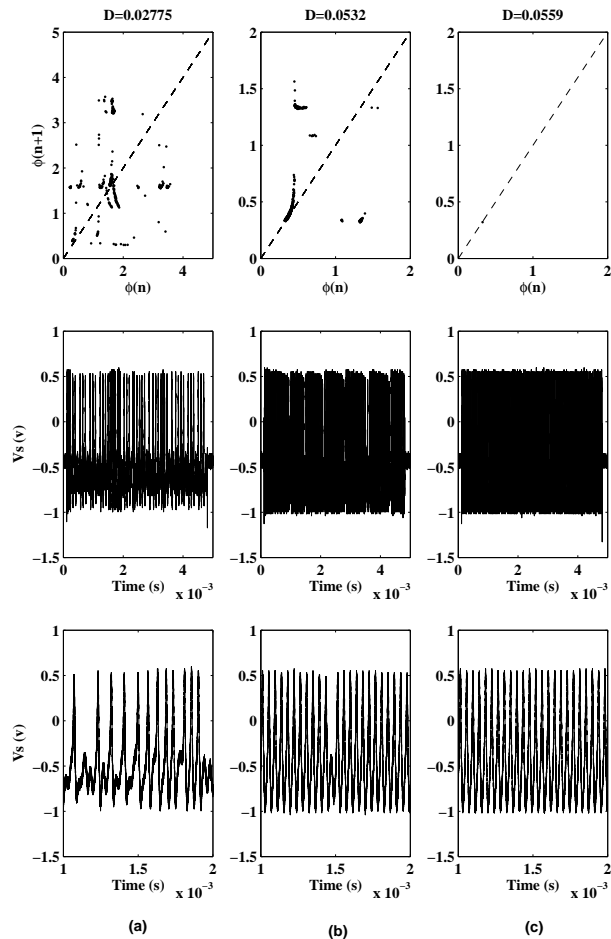 D=0.02775 D=0.0532 D=0.0559
5 2 2
4 1.5 1.5
3
ϕ(n+1) 1 1
2
1 0.5 0.5
0 0 0
0 2 4 0 1 2 0 1 2
ϕ(n) ϕ(n) ϕ(n)
1 1 1
0.5 0.5 0.5
0 0 0
Vs (v)
−0.5 −0.5 −0.5
−1 −1 −1
−1.5 −1.5 −1.5
0 2 4 0 2 4 0 2 4
Time (s) Time (s) Time (s)
x 10⁻³ x 10⁻³ x 10⁻³
1 1 1
0.5 0.5 0.5
0 0 0
Vs (v)
−0.5 −0.5 −0.5
−1 −1 −1
−1.5 −1.5 −1.5
1 1.5 2 1 1.5 2 1 1.5 2
Time (s) Time (s) Time (s)
x 10⁻³ x 10⁻³ x 10⁻³
(a) (b) (c)